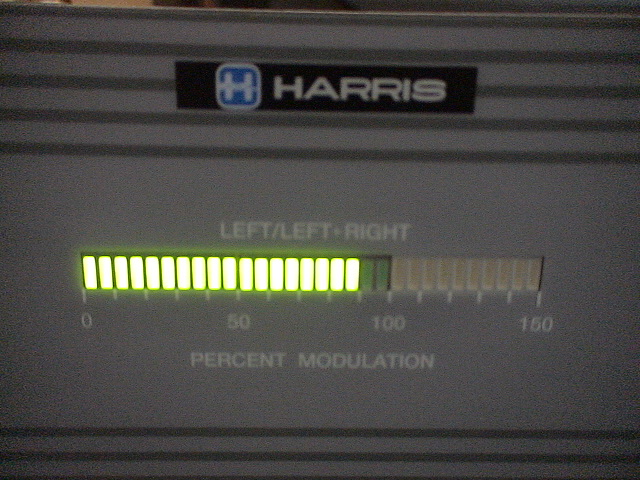 H HARRIS
LEFT/LEFT+RIGHT
0 50 100 150
PERCENT MODULATION